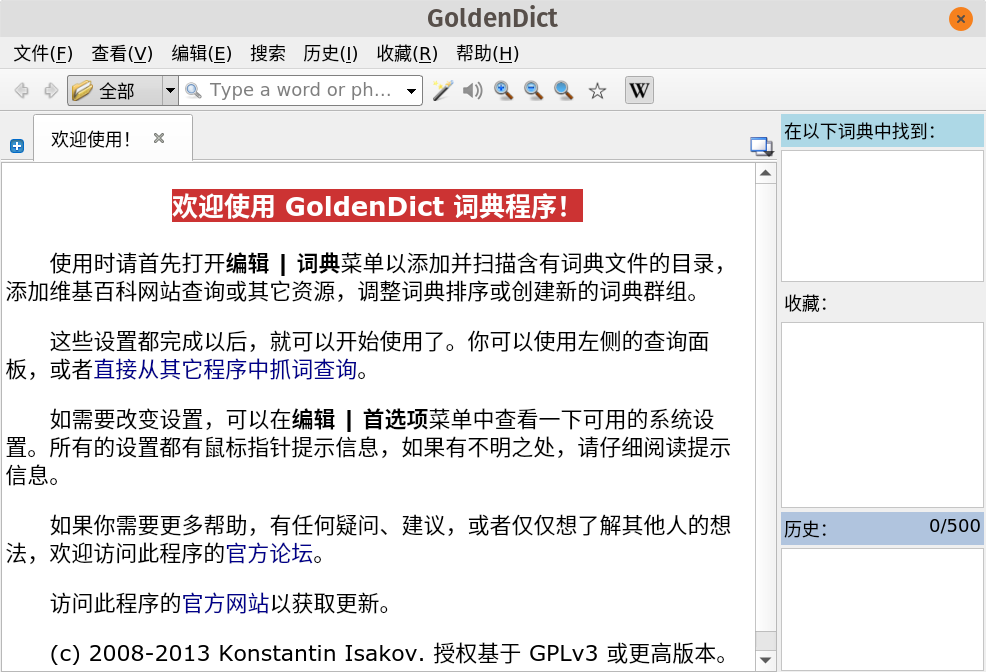 GoldenDict
文件(F) 查看(V) 编辑(E) 搜索 历史(I) 收藏(R) 帮助(H)
全部 Type a word or ph... W
欢迎使用!
在以下词典中找到:
欢迎使用 GoldenDict 词典程序!
使用时请首先打开编辑 | 词典菜单以添加并扫描含有词典文件的目录,
添加维基百科网站查询或其它资源，调整词典排序或创建新的词典群组。
这些设置都完成以后，就可以开始使用了。你可以使用左侧的查询面
板，或者直接从其它程序中抓词查询。
如需要改变设置，可以在编辑 | 首选项菜单中查看一下可用的系统设
置。所有的设置都有鼠标指针提示信息，如果有不明之处，请仔细阅读提示
信息。
如果你需要更多帮助，有任何疑问、建议，或者仅仅想了解其他人的想
法，欢迎访问此程序的官方论坛。
访问此程序的官方网站以获取更新。
(c) 2008-2013 Konstantin Isakov. 授权基于 GPLv3 或更高版本。
收藏:
历史: 0/500